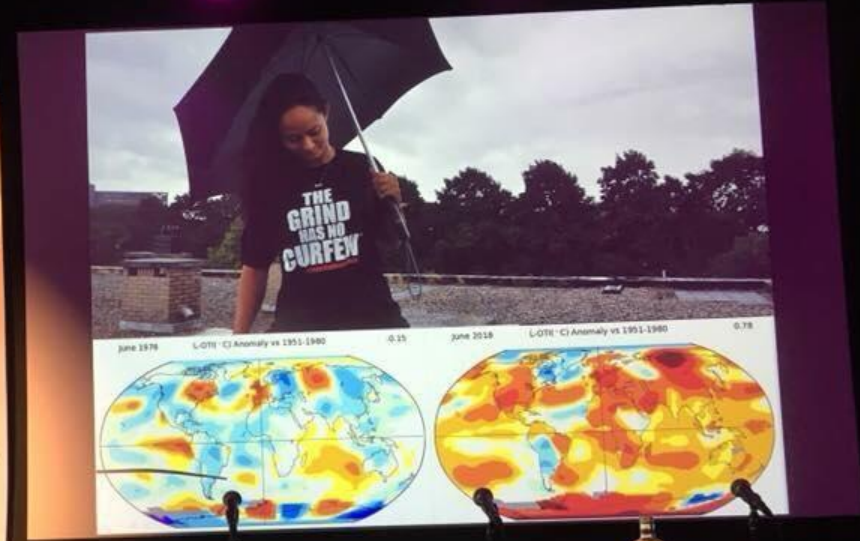 THE
GRIND
HAS NO
CURFEW
June 1976 L-OTI(°C) Anomaly vs 1951-1980 -0.15
June 2018 L-OTI(°C) Anomaly vs 1951-1980 0.78